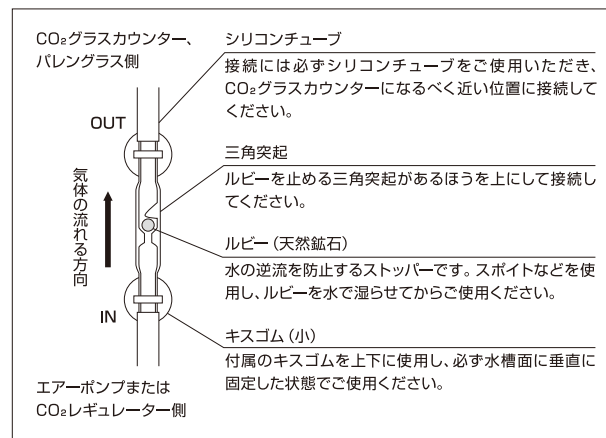 CO₂グラスカウンター、
パレングラス側
OUT
気体の流れる方向
IN
エアーポンプまたは
CO₂レギュレーター側
シリコンチューブ
接続には必ずシリコンチューブをご使用いただき、
CO₂グラスカウンターになるべく近い位置に接続して
ください。
三角突起
ルビーを止める三角突起があるほうを上にして接続し
てください。
ルビー（天然鉱石）
水の逆流を防止するストッパーです。スポイトなどを使
用し、ルビーを水で湿らせてからご使用ください。
キスゴム（小）
付属のキスゴムを上下に使用し、必ず水槽面に垂直に
固定した状態でご使用ください。